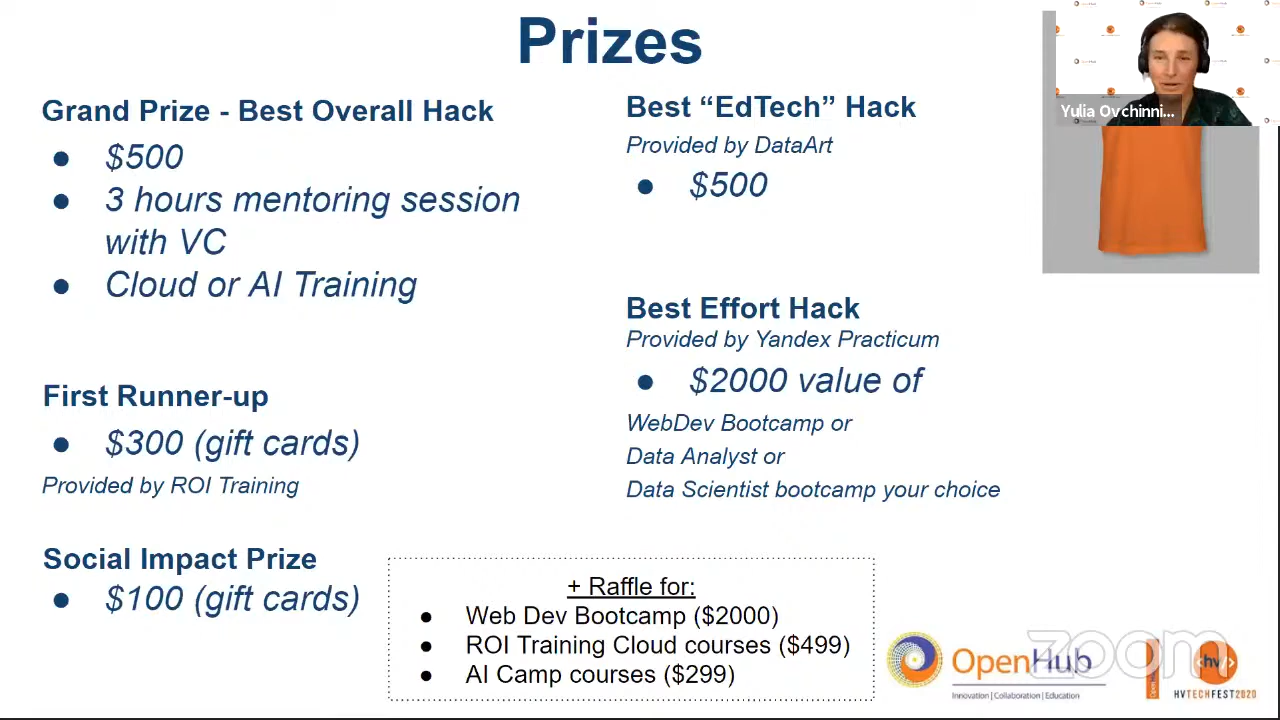 Prizes
Grand Prize - Best Overall Hack
● $500
● 3 hours mentoring session
with VC
● Cloud or AI Training
First Runner-up
● $300 (gift cards)
Provided by ROI Training
Social Impact Prize
● $100 (gift cards)
Best “EdTech” Hack
Provided by DataArt
● $500
Best Effort Hack
Provided by Yandex Practicum
● $2000 value of
WebDev Bootcamp or
Data Analyst or
Data Scientist bootcamp your choice
+ Raffle for:
● Web Dev Bootcamp ($2000)
● ROI Training Cloud courses ($499)
● AI Camp courses ($299)
Yulia Ovchinni...
OpenHub
Innovation | Collaboration | Education
zoom
hv/>
HVTECHFEST2020